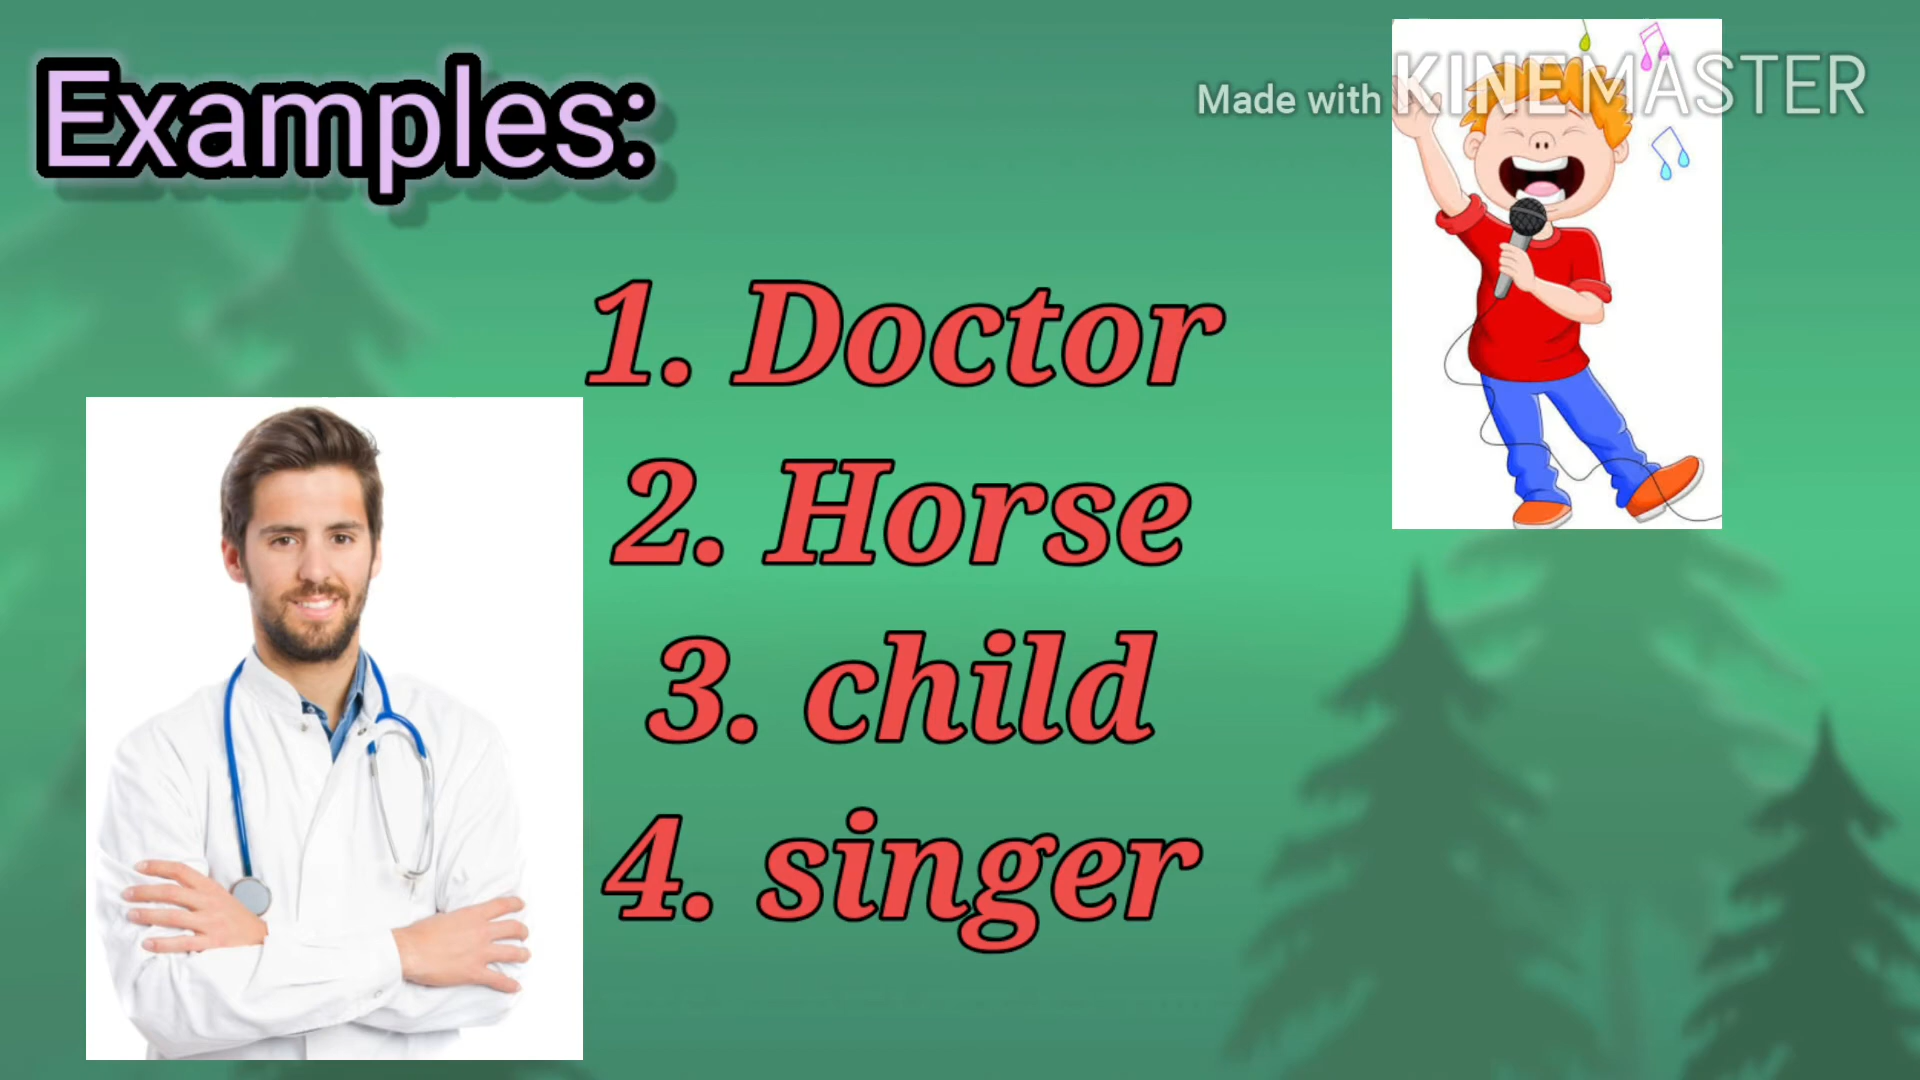 Examples:
Made with KINEMASTER
1. Doctor
2. Horse
3. child
4. singer